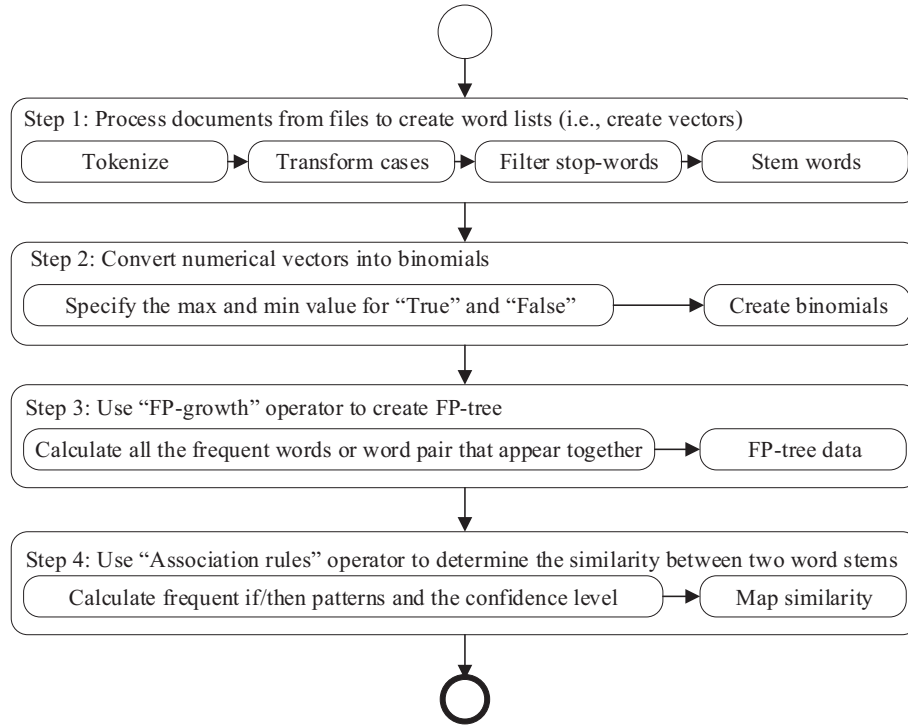 Step 1: Process documents from files to create word lists (i.e., create vectors)
Tokenize
Transform cases
Filter stop-words
Stem words
Step 2: Convert numerical vectors into binomials
Specify the max and min value for “True” and “False”
Create binomials
Step 3: Use “FP-growth” operator to create FP-tree
Calculate all the frequent words or word pair that appear together
FP-tree data
Step 4: Use “Association rules” operator to determine the similarity between two word stems
Calculate frequent if/then patterns and the confidence level
Map similarity